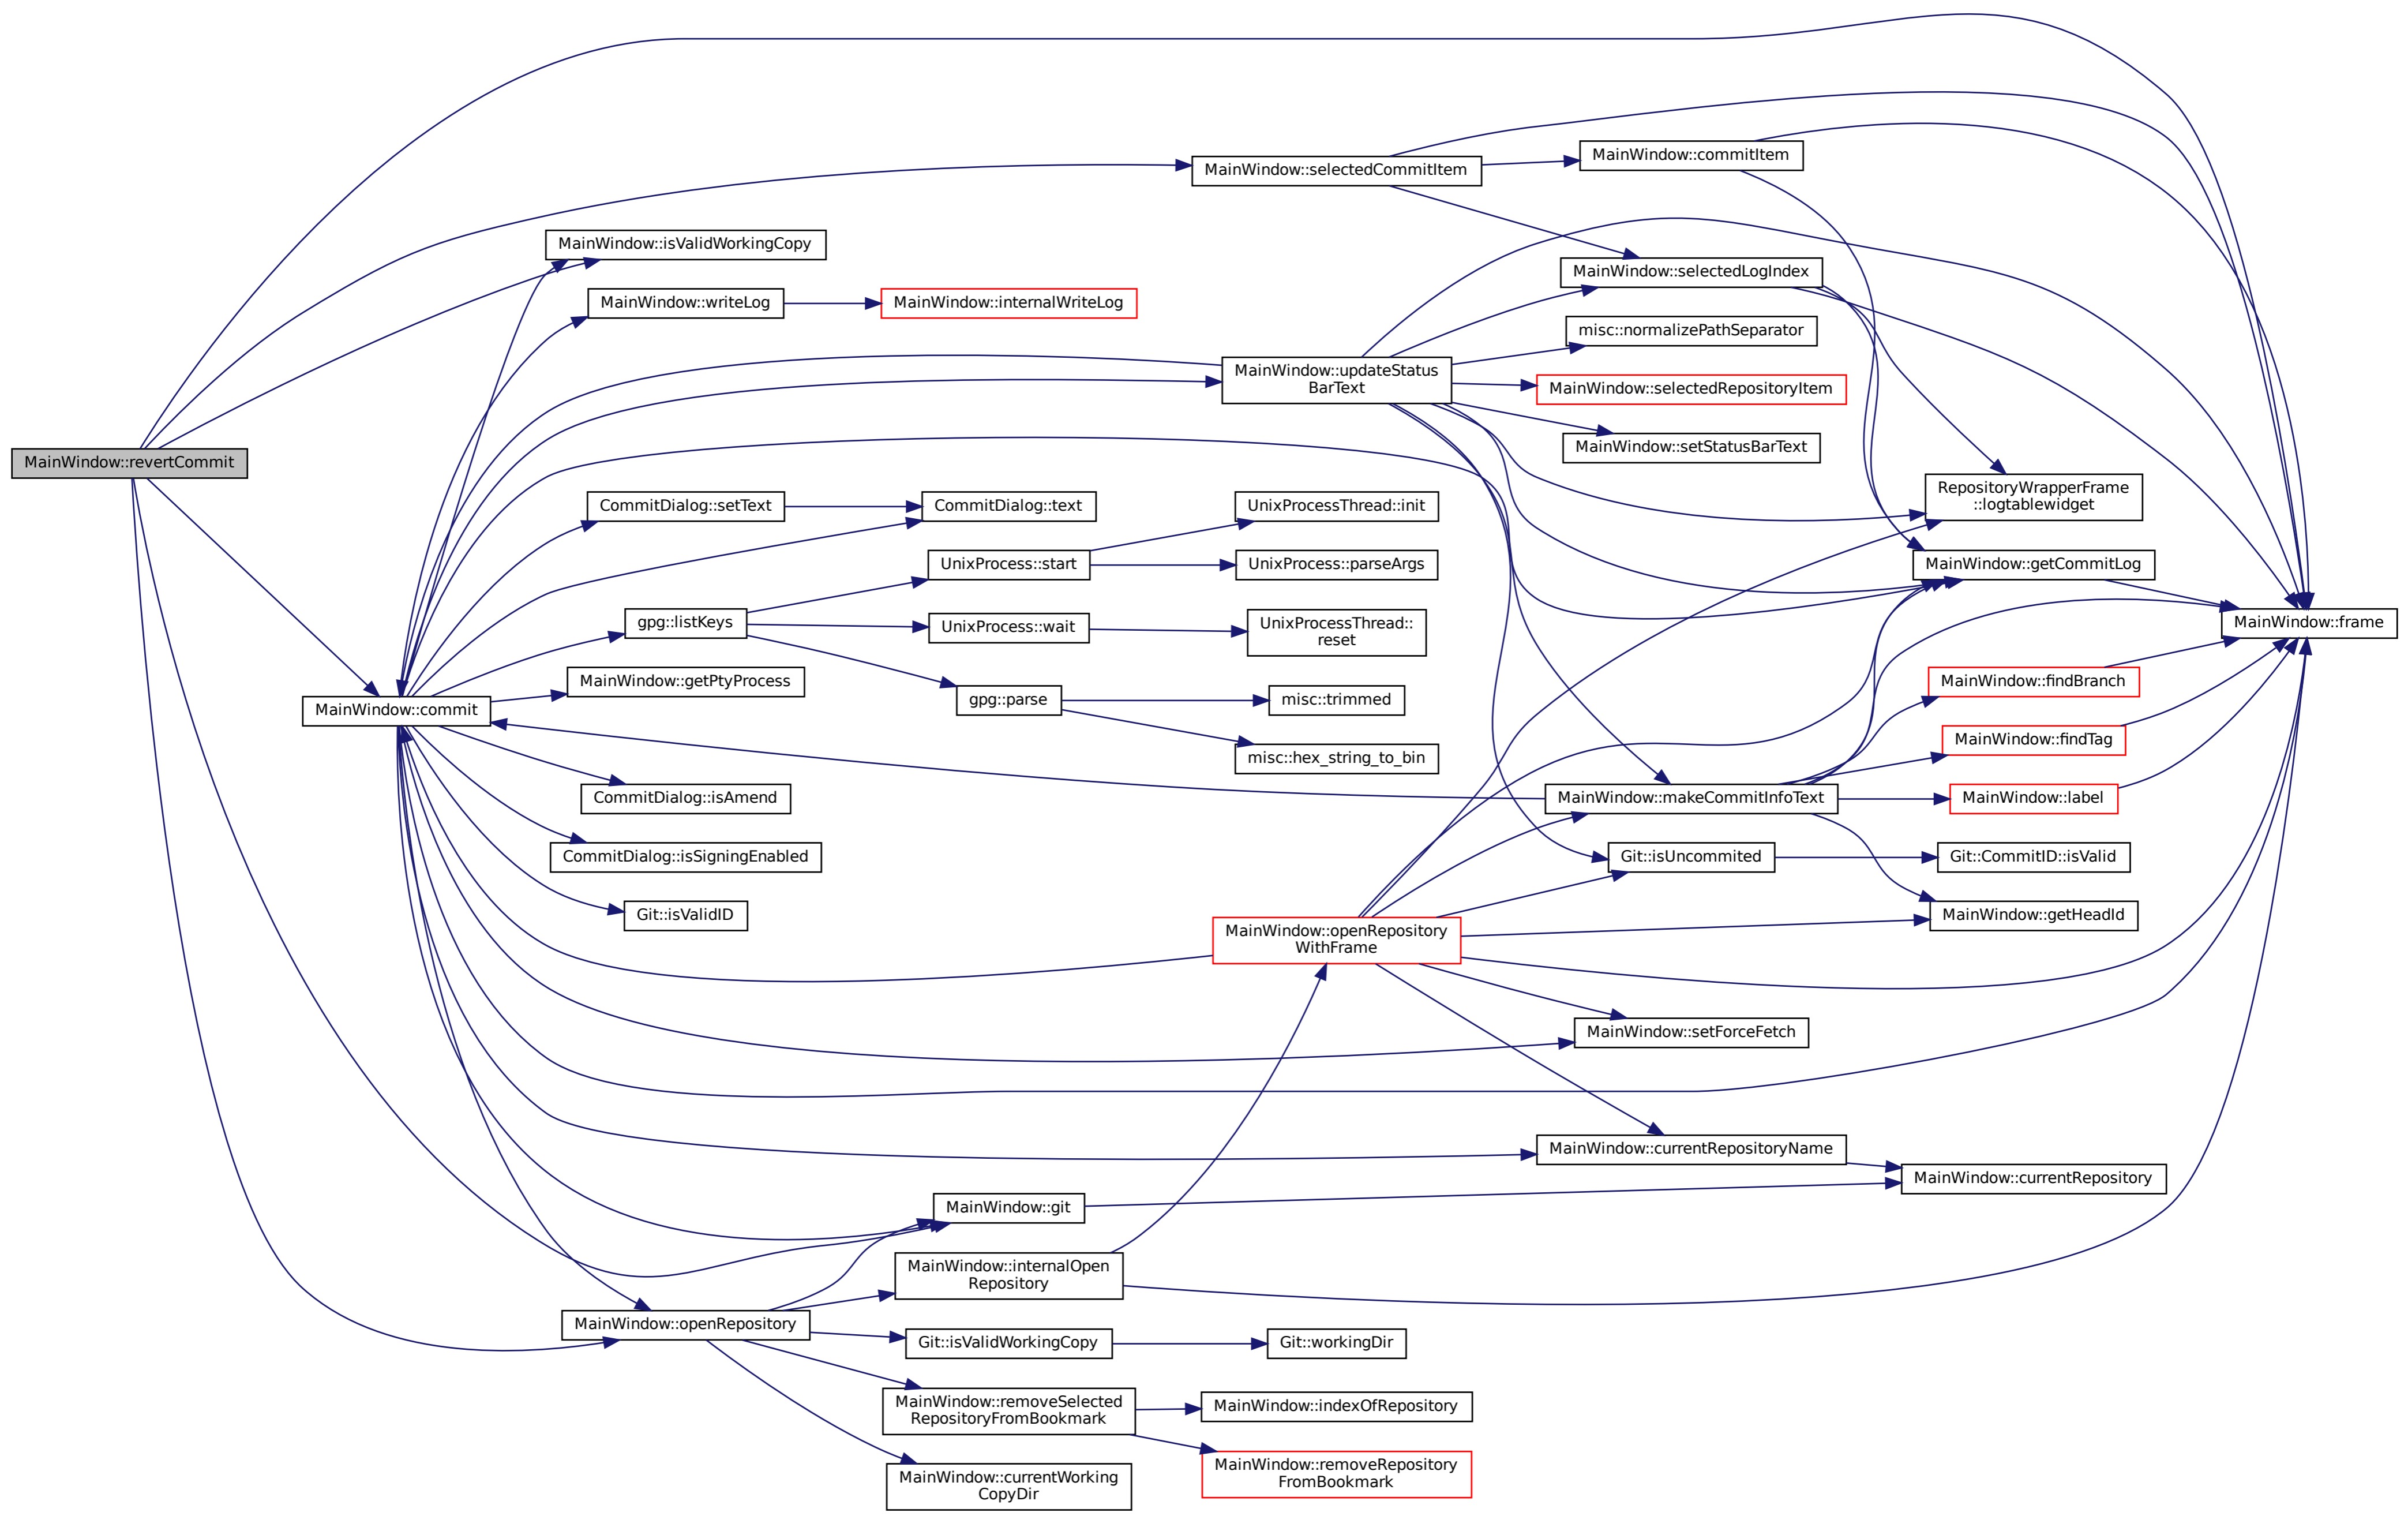 MainWindow::revertCommit
MainWindow::commit
MainWindow::isValidWorkingCopy
MainWindow::writeLog
MainWindow::internalWriteLog
CommitDialog::setText
CommitDialog::text
gpg::listKeys
MainWindow::getPtyProcess
CommitDialog::isAmend
CommitDialog::isSigningEnabled
Git::isValidID
MainWindow::openRepository
UnixProcess::start
UnixProcess::wait
gpg::parse
MainWindow::git
MainWindow::internalOpen
Repository
Git::isValidWorkingCopy
MainWindow::removeSelected
RepositoryFromBookmark
MainWindow::currentWorking
CopyDir
MainWindow::selectedCommitItem
MainWindow::updateStatus
BarText
UnixProcessThread::init
UnixProcess::parseArgs
UnixProcessThread::
reset
misc::trimmed
misc::hex_string_to_bin
MainWindow::openRepository
WithFrame
Git::workingDir
MainWindow::indexOfRepository
MainWindow::removeRepository
FromBookmark
MainWindow::commitItem
MainWindow::selectedLogIndex
misc::normalizePathSeparator
MainWindow::selectedRepositoryItem
MainWindow::setStatusBarText
MainWindow::makeCommitInfoText
Git::isUncommited
MainWindow::setForceFetch
MainWindow::currentRepositoryName
RepositoryWrapperFrame
::logtablewidget
MainWindow::getCommitLog
MainWindow::findBranch
MainWindow::findTag
MainWindow::label
Git::CommitID::isValid
MainWindow::getHeadId
MainWindow::currentRepository
MainWindow::frame